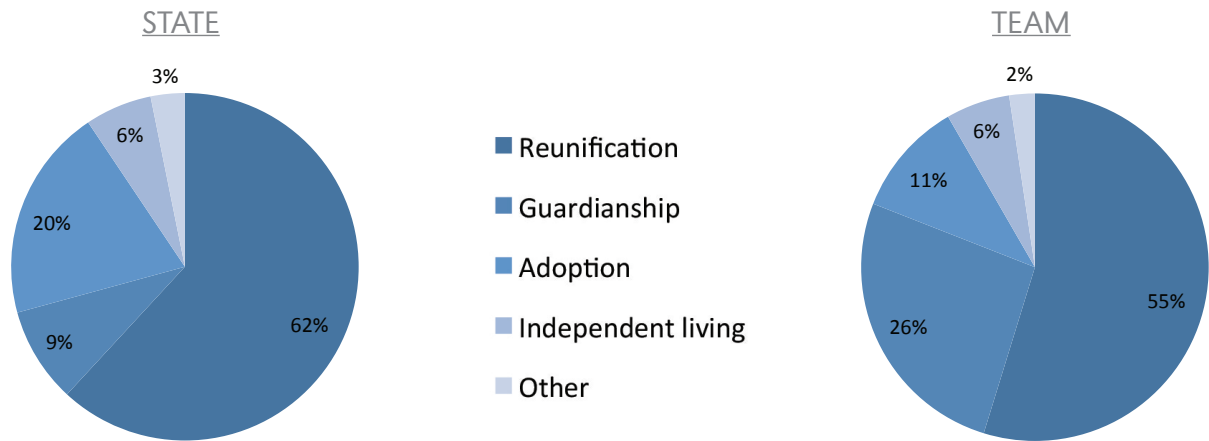 STATE
3%
6%
20%
9%
62%
Reunification
Guardianship
Adoption
Independent living
Other
TEAM
2%
6%
11%
26%
55%